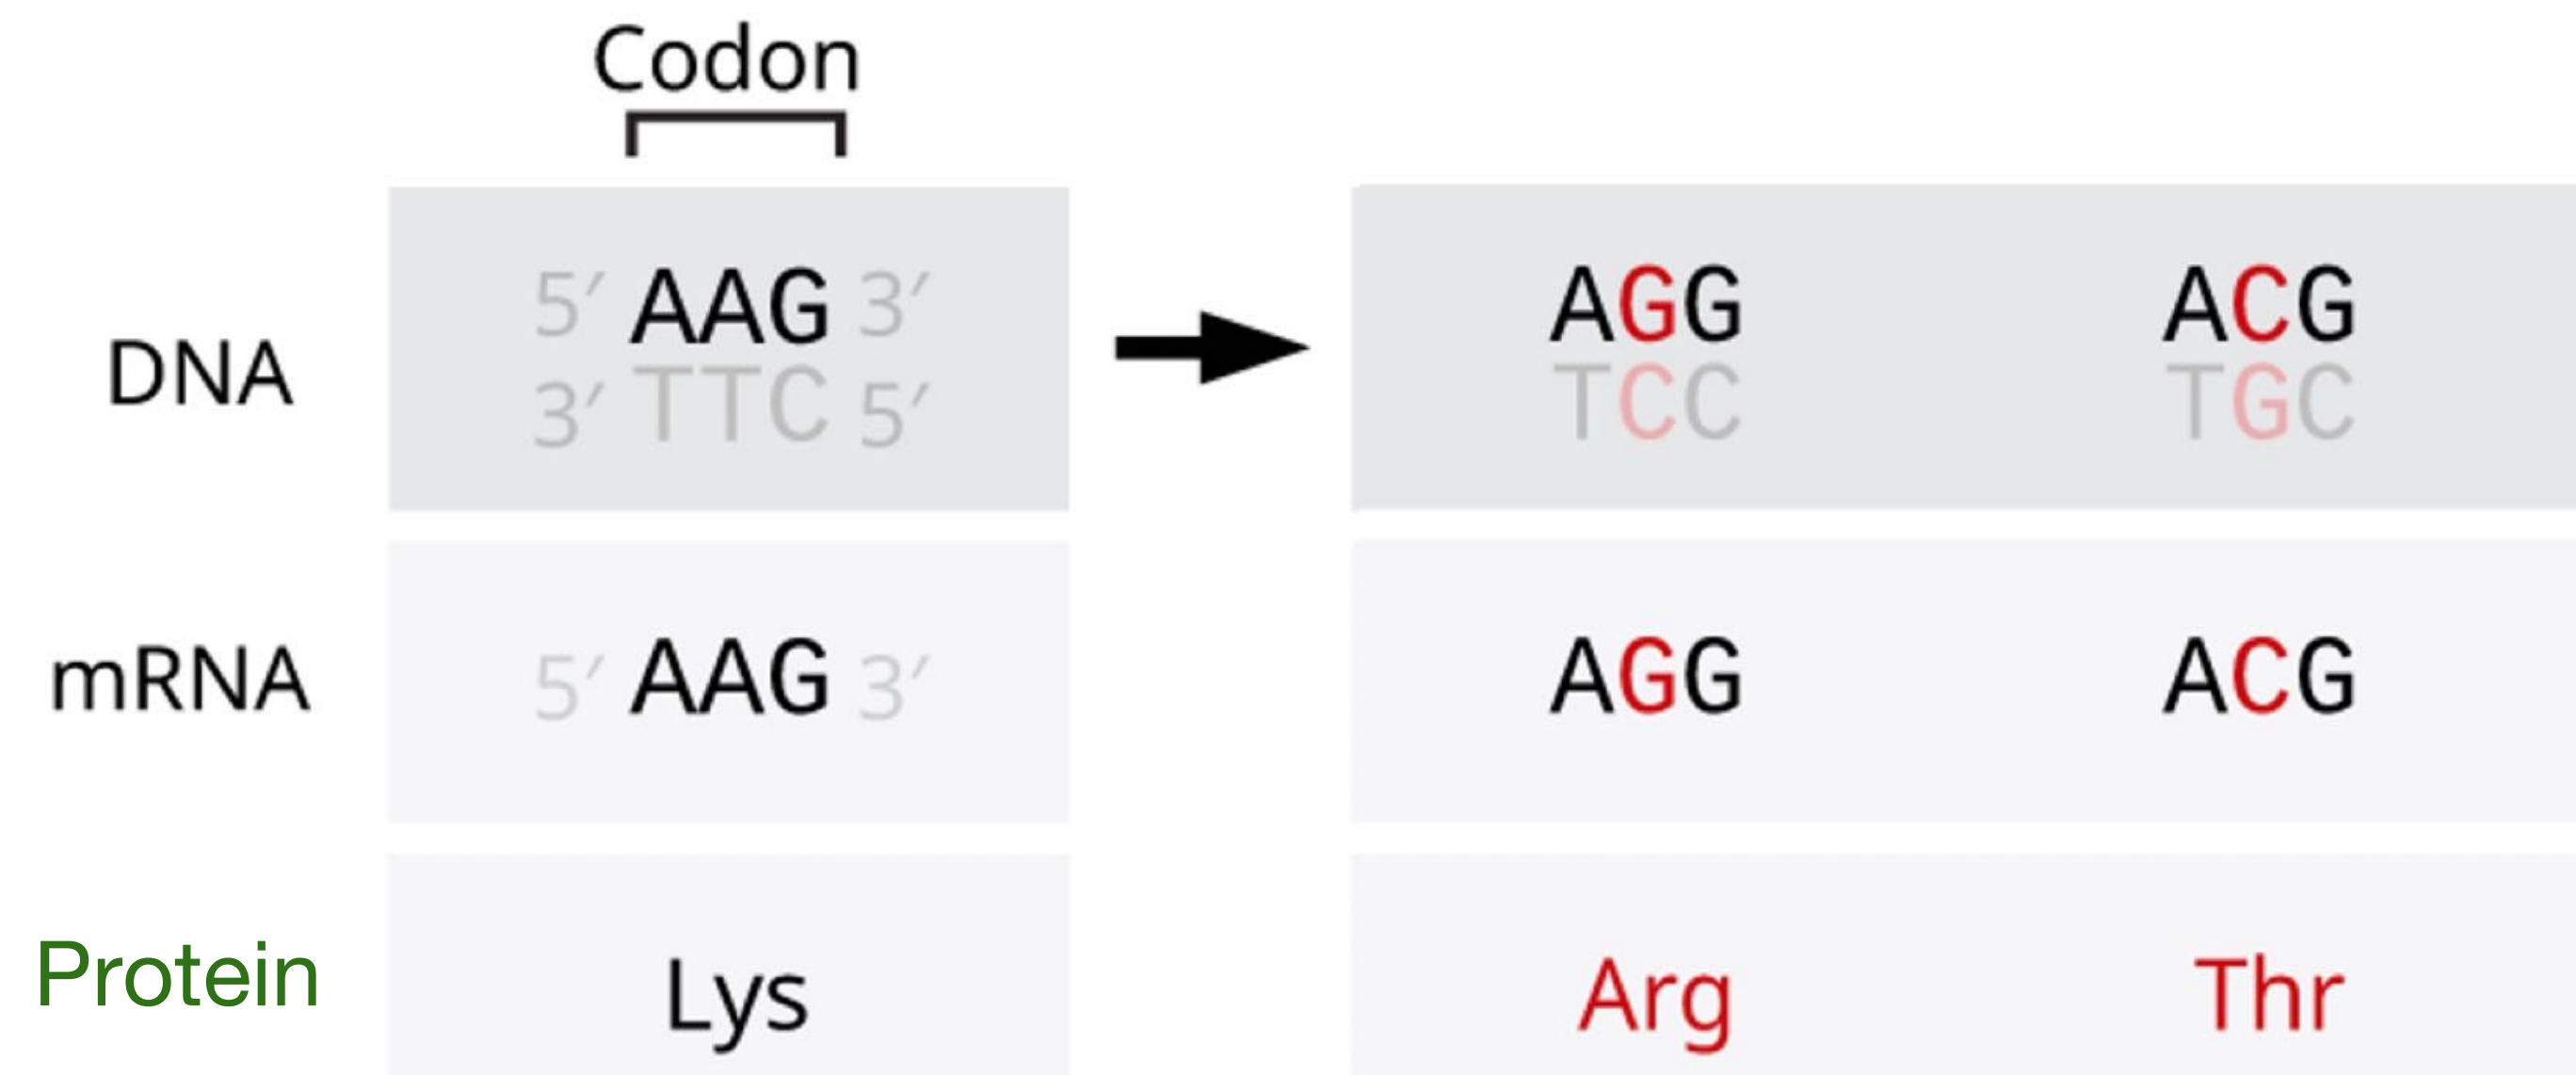 Codon
DNA
5′ AAG 3′
3′ TTC 5′
AGG
TCC
ACG
TGC
mRNA
5′ AAG 3′
AGG
ACG
Protein
Lys
Arg
Thr